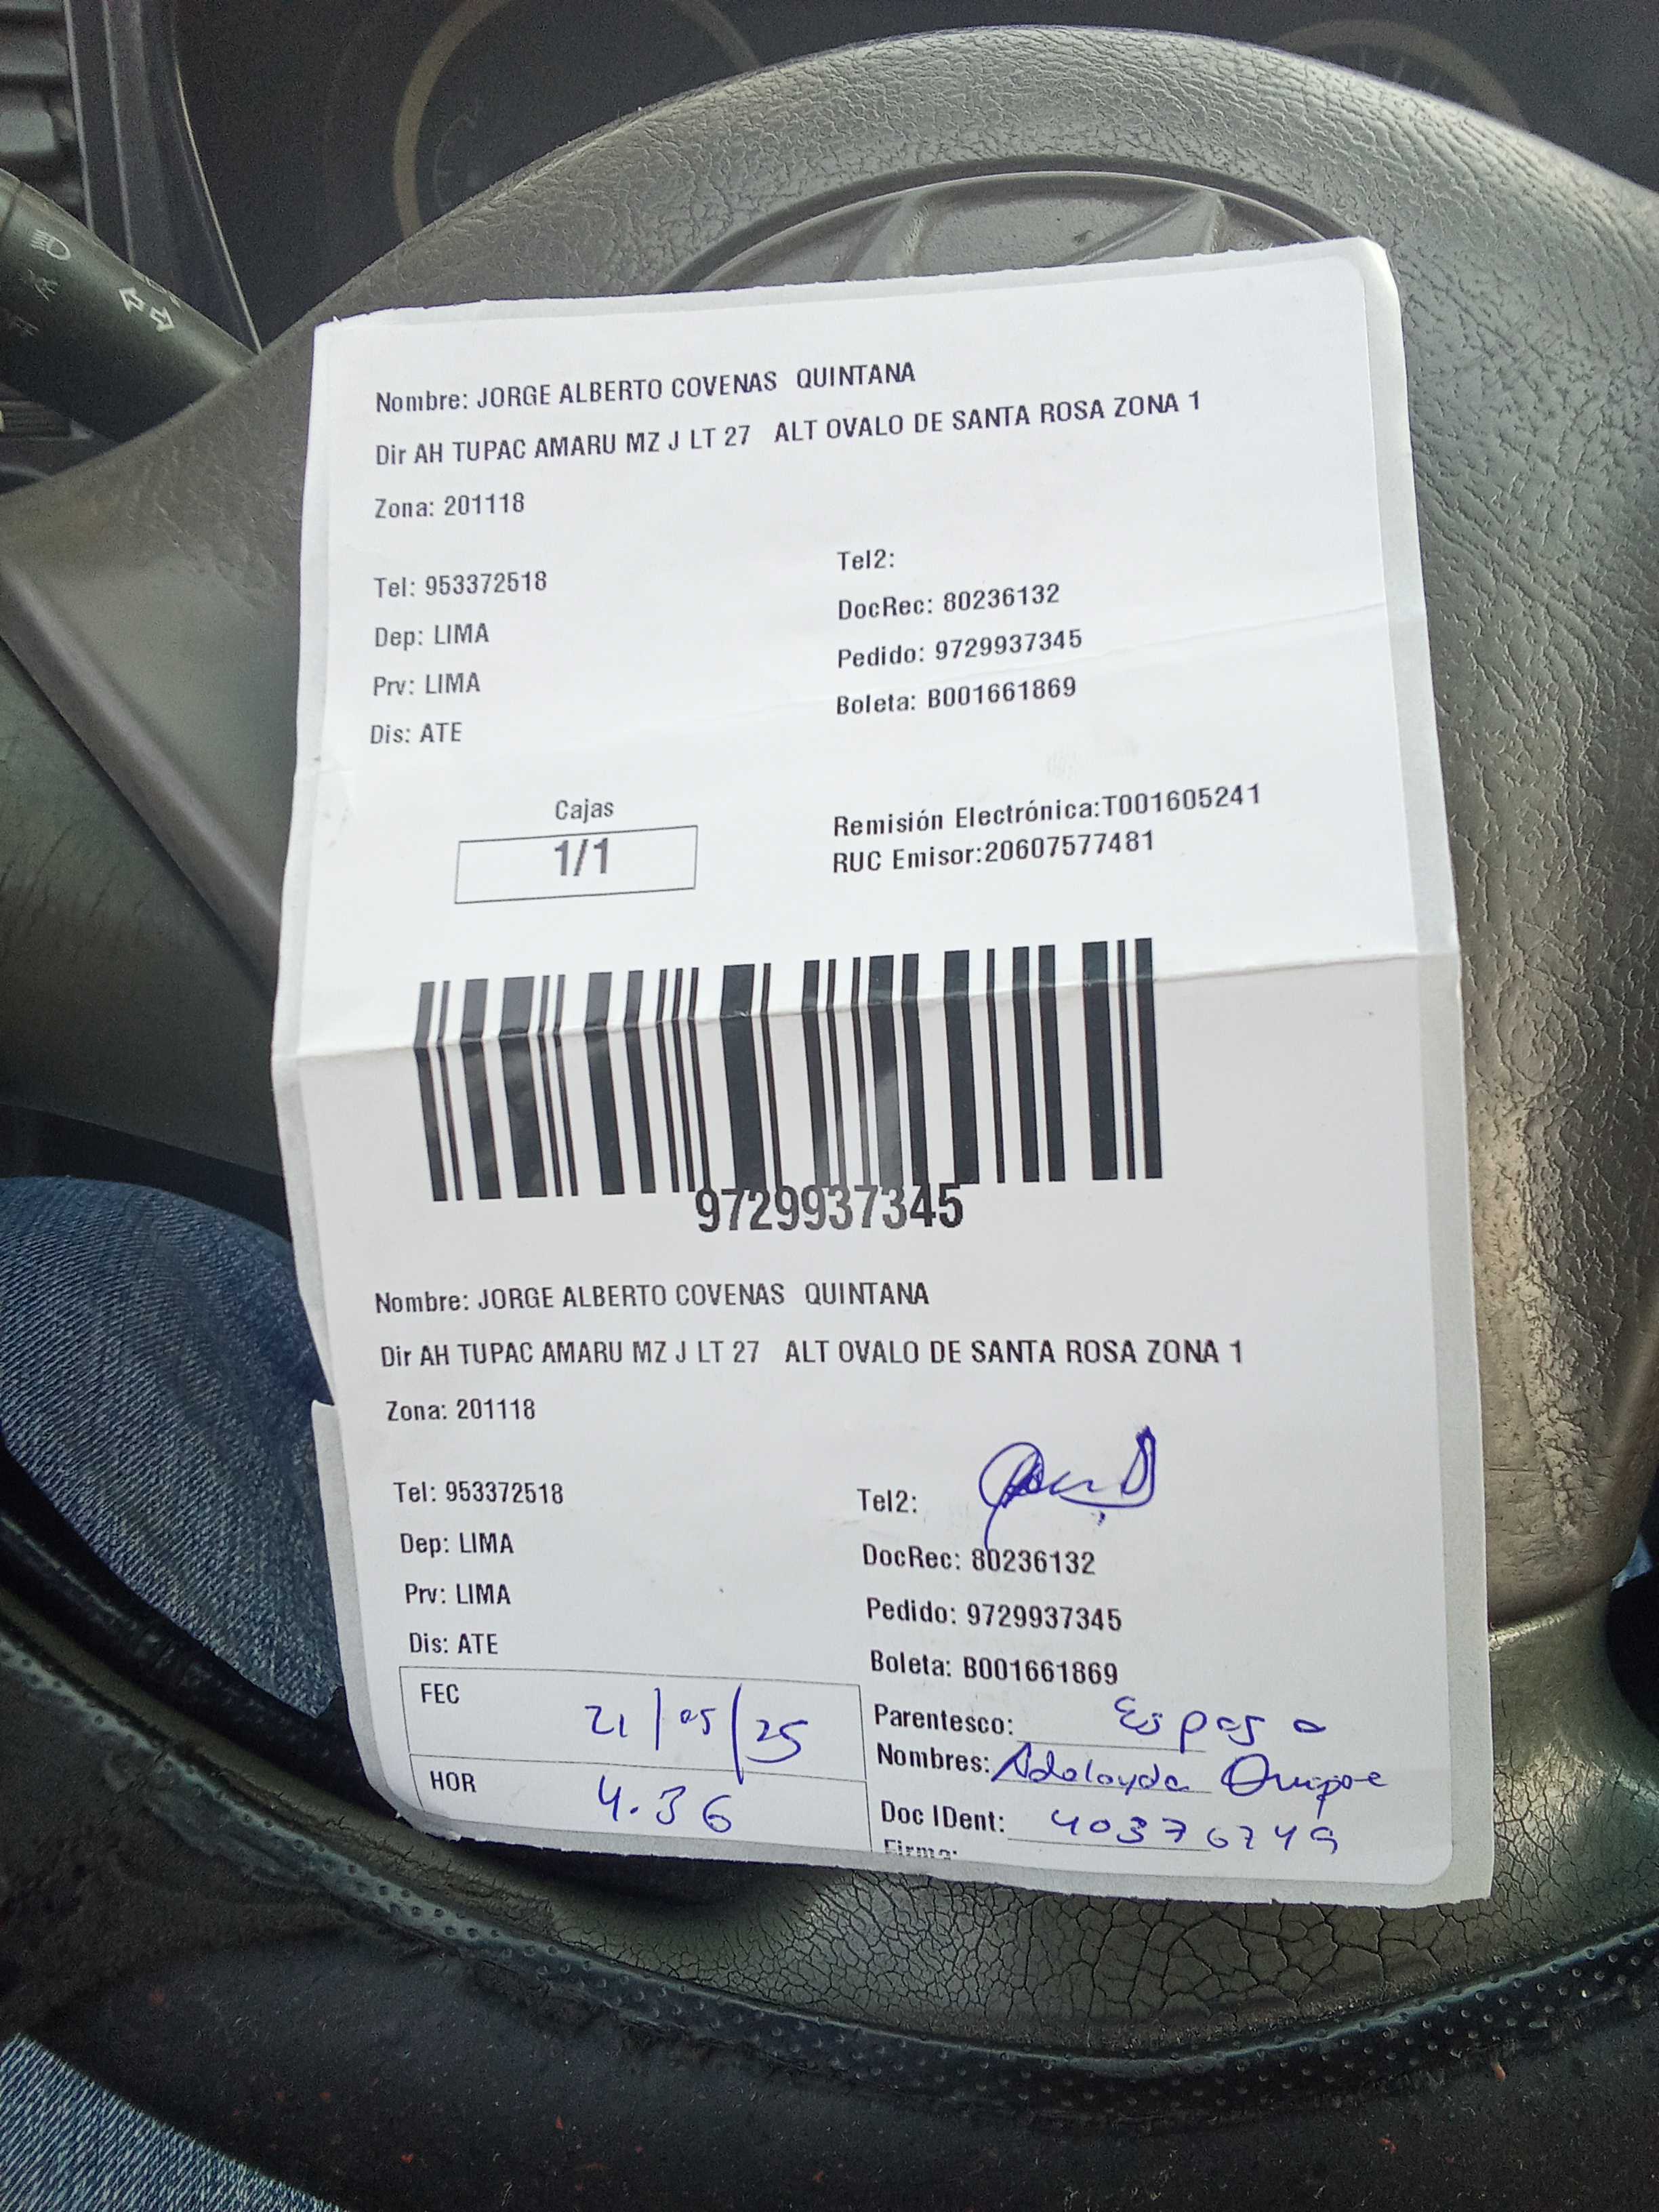 Nombre: JORGE ALBERTO COVENAS QUINTANA
Dir AH TUPAC AMARU MZ J LT 27 ALT OVALO DE SANTA ROSA ZONA 1
Zona: 201118
Tel: 953372518
Tel2:
Dep: LIMA
DocRec: 80236132
Prv: LIMA
Pedido: 9729937345
Dis: ATE
Boleta: B001661869
Cajas
1/1
Remisión Electrónica:T001605241
RUC Emisor:20607577481
9729937345
Nombre: JORGE ALBERTO COVENAS QUINTANA
Dir AH TUPAC AMARU MZ J LT 27 ALT OVALO DE SANTA ROSA ZONA 1
Zona: 201118
Tel: 953372518
Tel2:
Dep: LIMA
DocRec: 80236132
Prv: LIMA
Pedido: 9729937345
Dis: ATE
Boleta: B001661869
FEC 21/05/25
Parentesco: Esposa
Nombres: Adelayda Quispe
HOR 4.36
Doc IDent: 40376749
Firma: